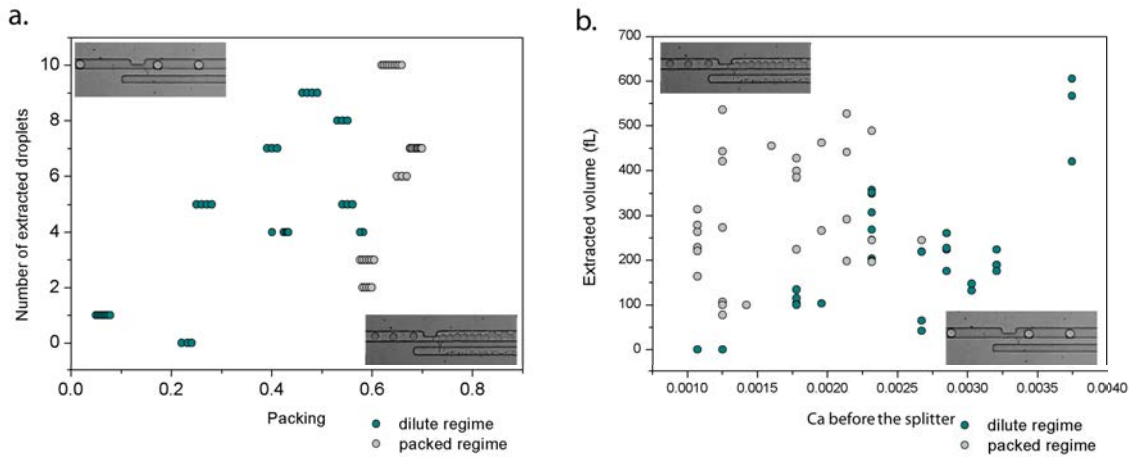 a.
Number of extracted droplets
10
8
6
4
2
0
0.0
0.2
0.4
0.6
0.8
Packing
dilute regime
packed regime
b.
Extracted volume (fL)
700
600
500
400
300
200
100
0
0.0010
0.0015
0.0020
0.0025
0.0030
0.0035
0.0040
Ca before the splitter
dilute regime
packed regime